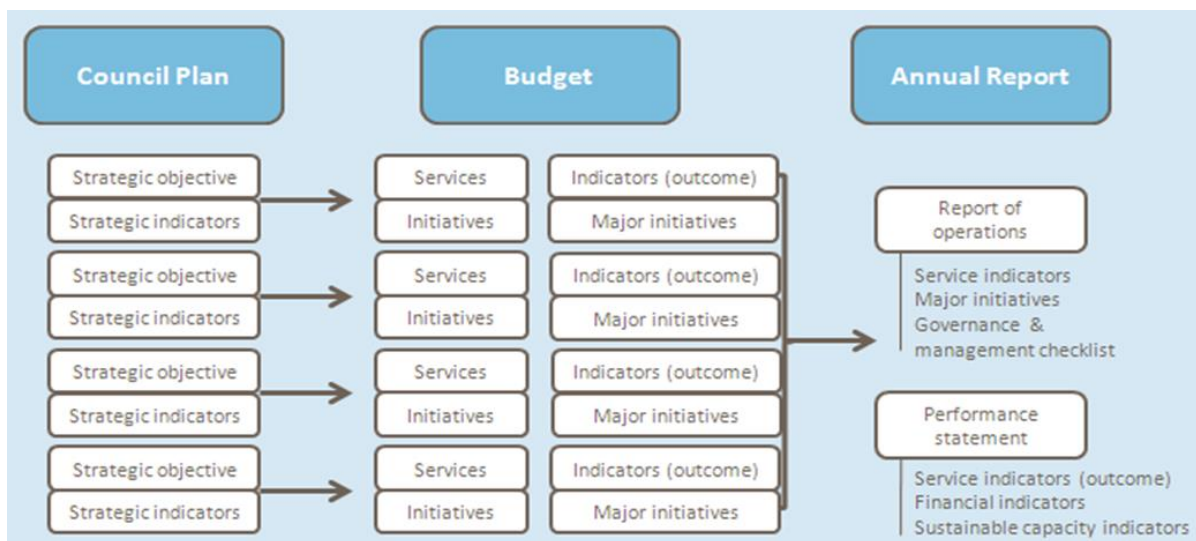 Council Plan
Budget
Annual Report
Strategic objective
Strategic indicators
Services
Initiatives
Indicators (outcome)
Major initiatives
Strategic objective
Strategic indicators
Services
Initiatives
Indicators (outcome)
Major initiatives
Strategic objective
Strategic indicators
Services
Initiatives
Indicators (outcome)
Major initiatives
Strategic objective
Strategic indicators
Services
Initiatives
Indicators (outcome)
Major initiatives
Report of
operations
Service indicators
Major initiatives
Governance &
management checklist
Performance
statement
Service indicators (outcome)
Financial indicators
Sustainable capacity indicators